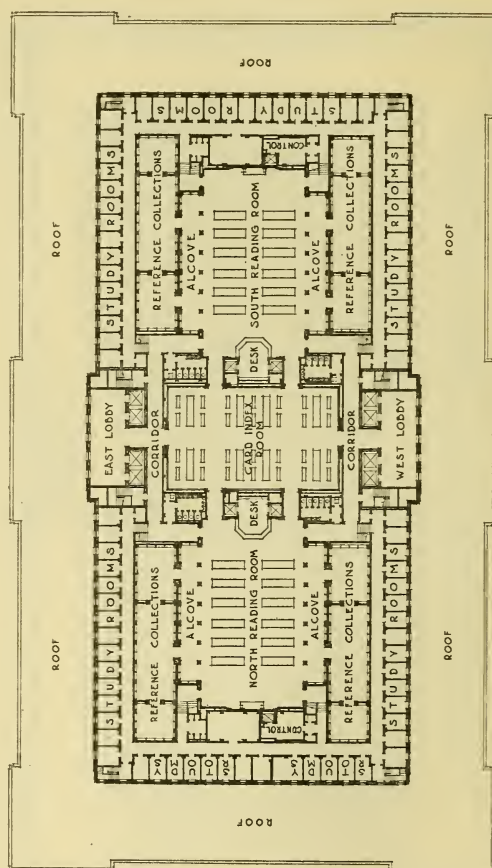 ROOF
STUDY ROOMS
CONTROL
STUDY ROOMS
REFERENCE COLLECTIONS
ALCOVE
SOUTH READING ROOM
ALCOVE
REFERENCE COLLECTIONS
STUDY ROOMS
ROOF
ROOF
DESK
EAST LOBBY
CORRIDOR
CARD INDEX
ROOM
CORRIDOR
WEST LOBBY
DESK
STUDY ROOMS
REFERENCE COLLECTIONS
ALCOVE
NORTH READING ROOM
ALCOVE
REFERENCE COLLECTIONS
STUDY ROOMS
ROOF
ROOF
CONTROL
STUDY ROOMS
STUDY ROOMS
ROOF